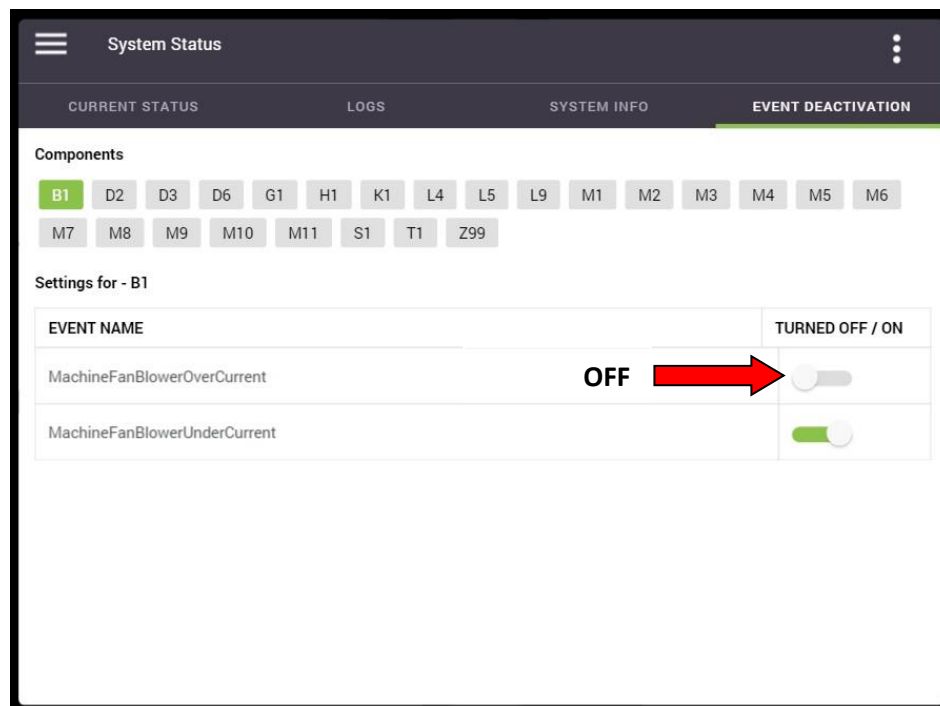 System Status
CURRENT STATUS LOGS SYSTEM INFO EVENT DEACTIVATION
Components
B1 D2 D3 D6 G1 H1 K1 L4 L5 L9 M1 M2 M3 M4 M5 M6
M7 M8 M9 M10 M11 S1 T1 Z99
Settings for - B1
EVENT NAME TURNED OFF / ON
MachineFanBlowerOverCurrent OFF
MachineFanBlowerUnderCurrent